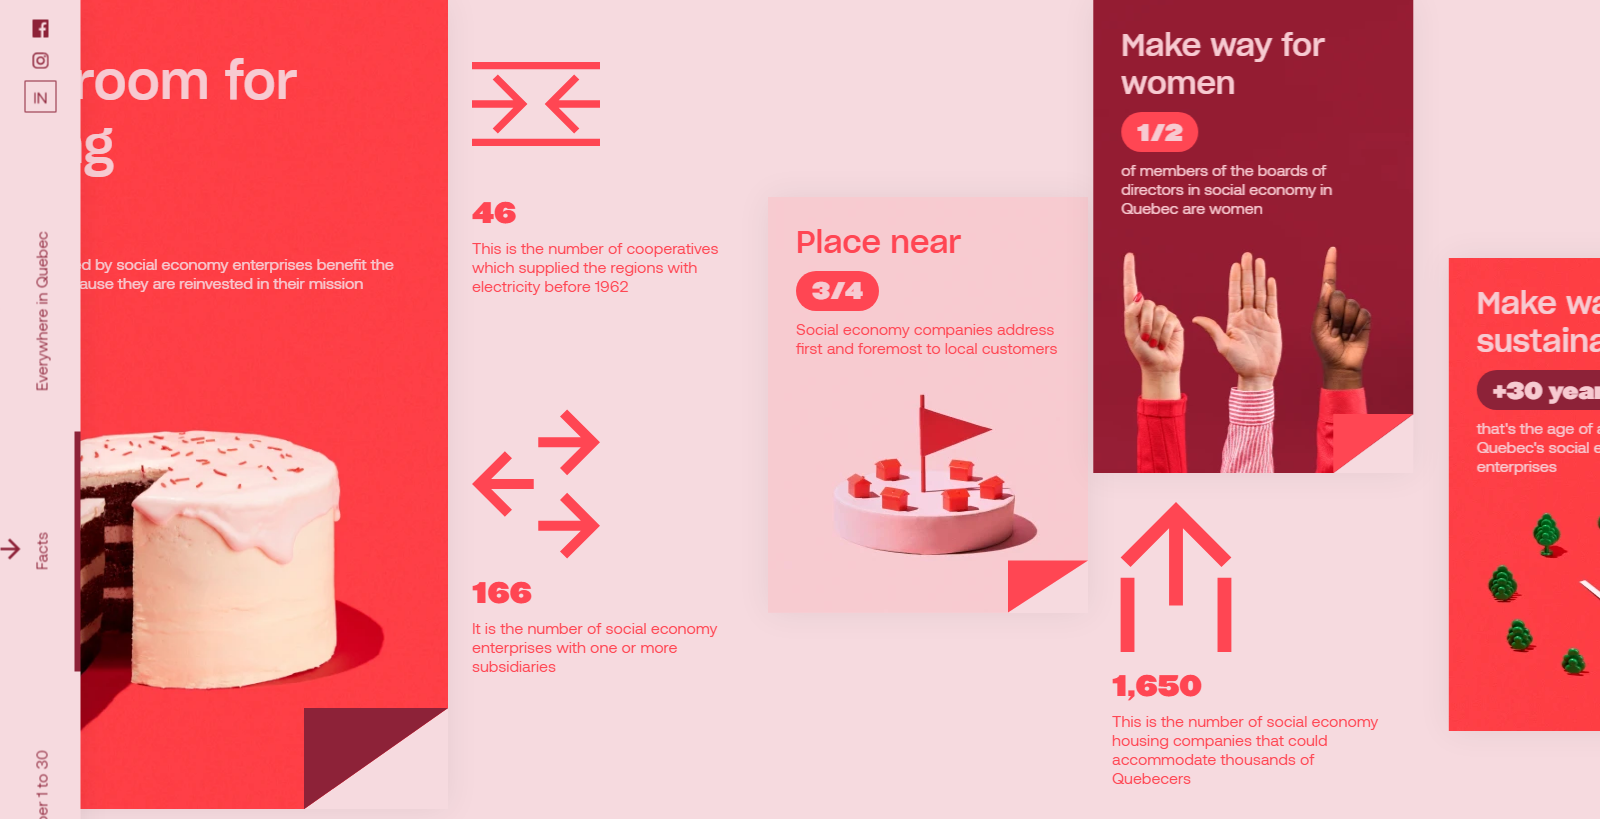 IN
Everywhere in Quebec
Facts
1 to 30
room for
by social economy enterprises benefit the
they are reinvested in their mission
46
This is the number of cooperatives
which supplied the regions with
electricity before 1962
166
It is the number of social economy
enterprises with one or more
subsidiaries
Place near
3/4
Social economy companies address
first and foremost to local customers
Make way for
women
1/2
of members of the boards of
directors in social economy in
Quebec are women
1,650
This is the number of social economy
housing companies that could
accommodate thousands of
Quebecers
Make
+30
that's the age of
Quebec's social
enterprises